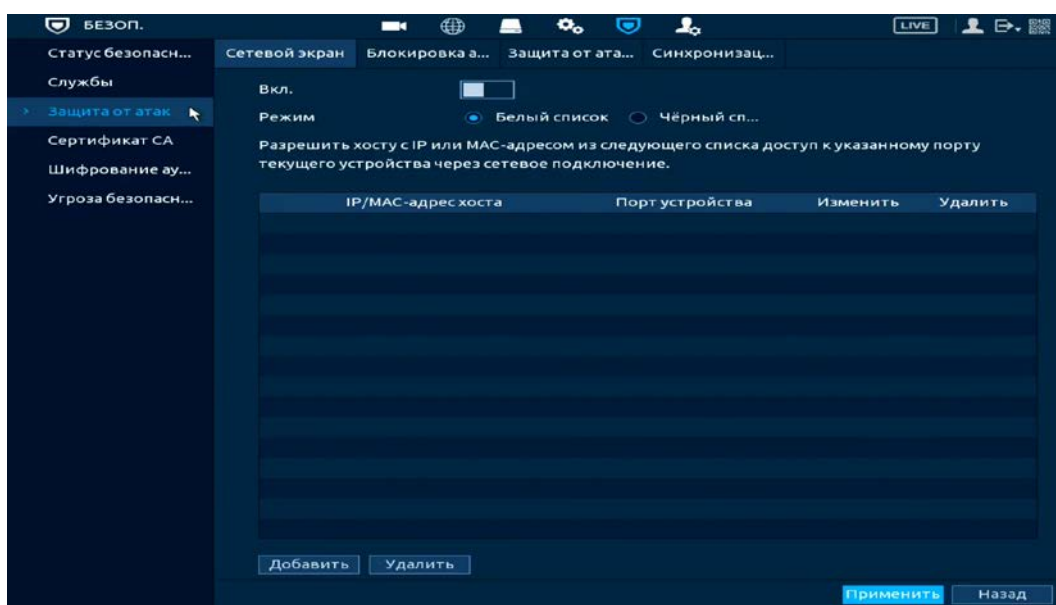 БЕЗОП.
LIVE
Статус безопасн...
Службы
Защита от атак
Сертификат CA
Шифрование ау...
Угроза безопасн...
Сетевой экран
Блокировка а...
Защита от ата...
Синхронизац...
Вкл.
Режим
Белый список
Чёрный сп...
Разрешить хосту с IP или MAC-адресом из следующего списка доступ к указанному порту
текущего устройства через сетевое подключение.
IP/MAC-адрес хоста
Порт устройства
Изменить
Удалить
Добавить
Удалить
Применить
Назад